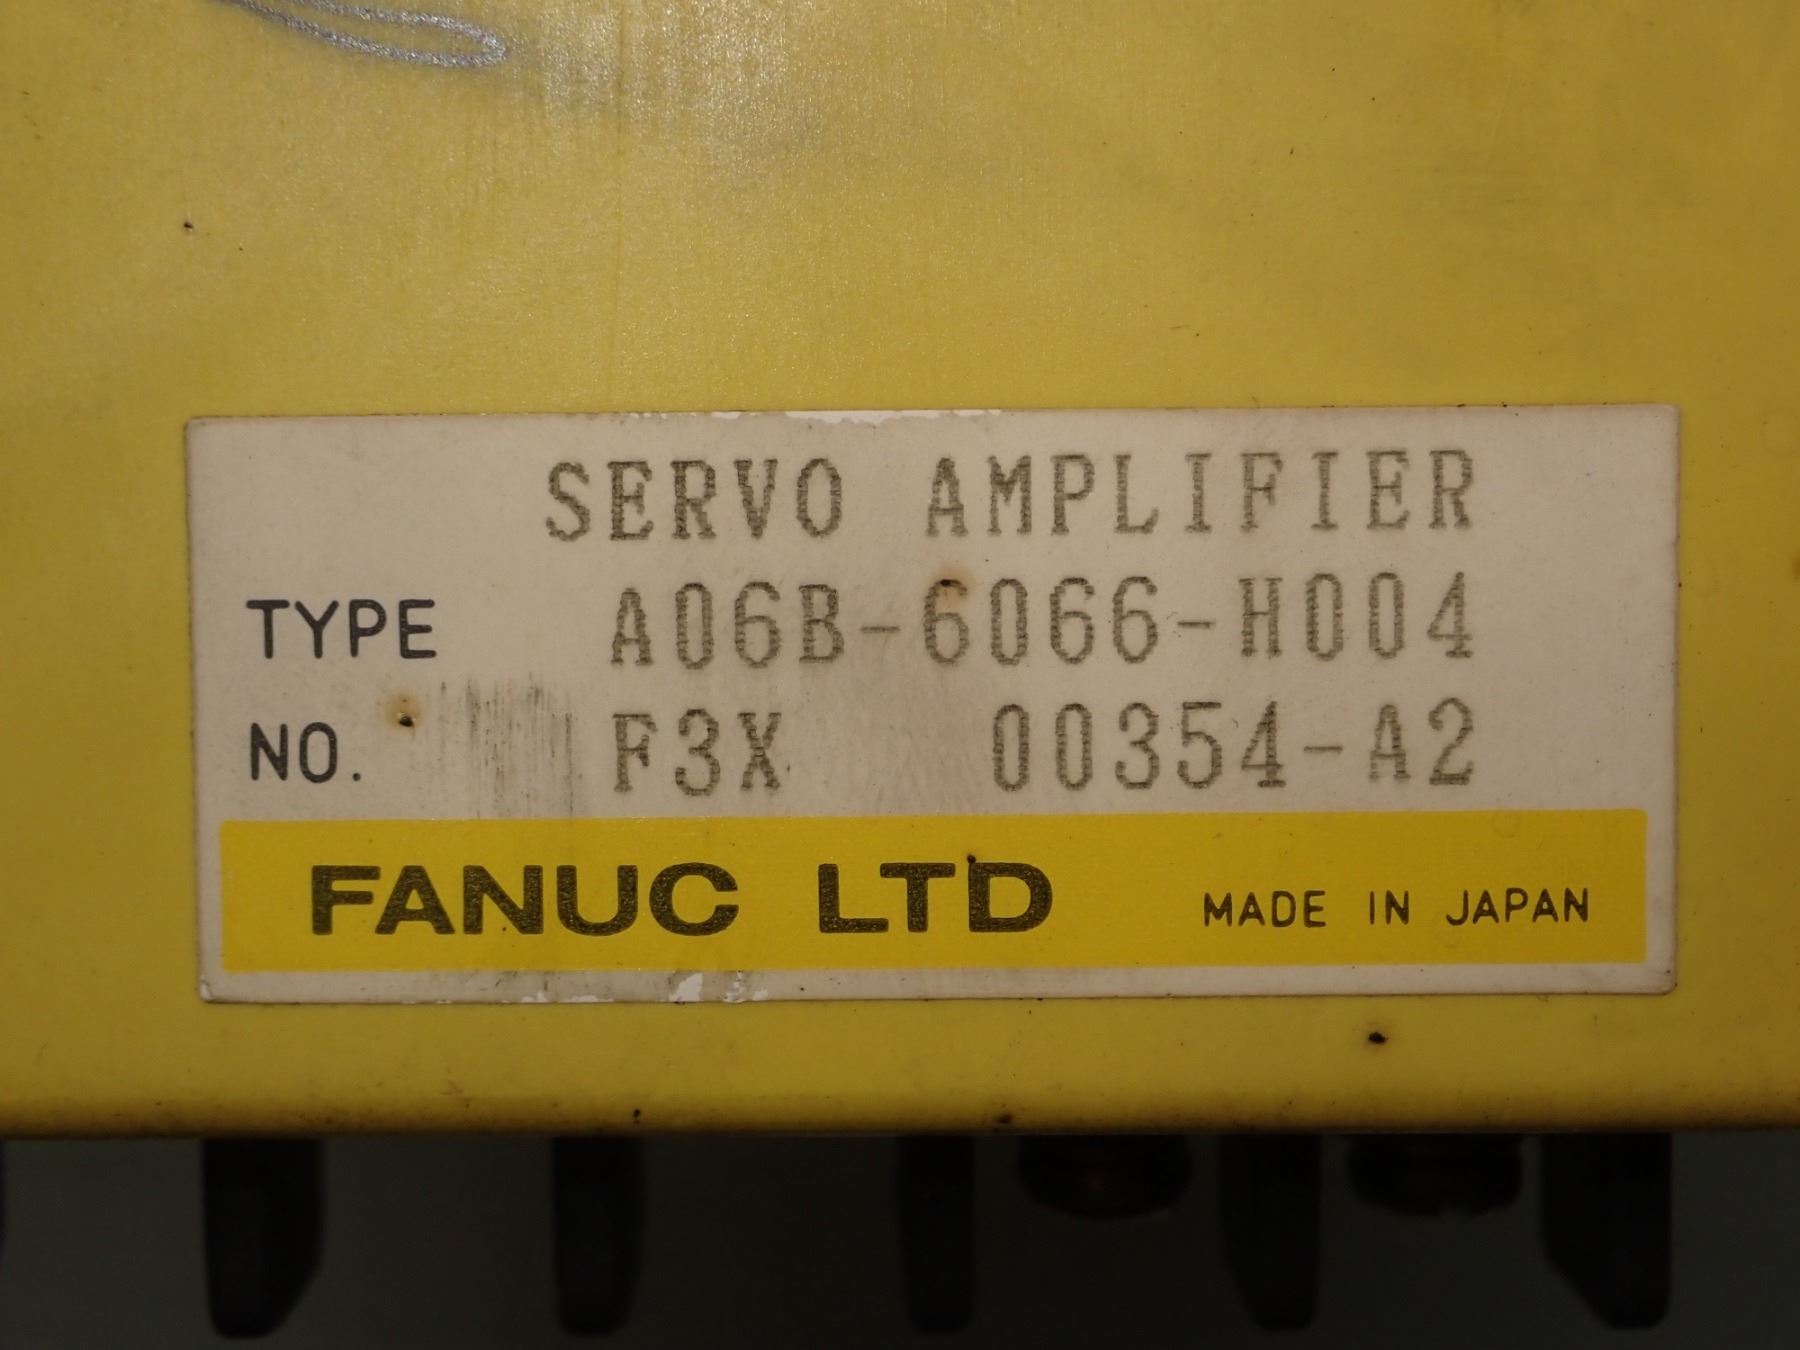 SERVO AMPLIFIER
TYPE A06B-6066-H004
NO. F3X 00354-A2
FANUC LTD MADE IN JAPAN